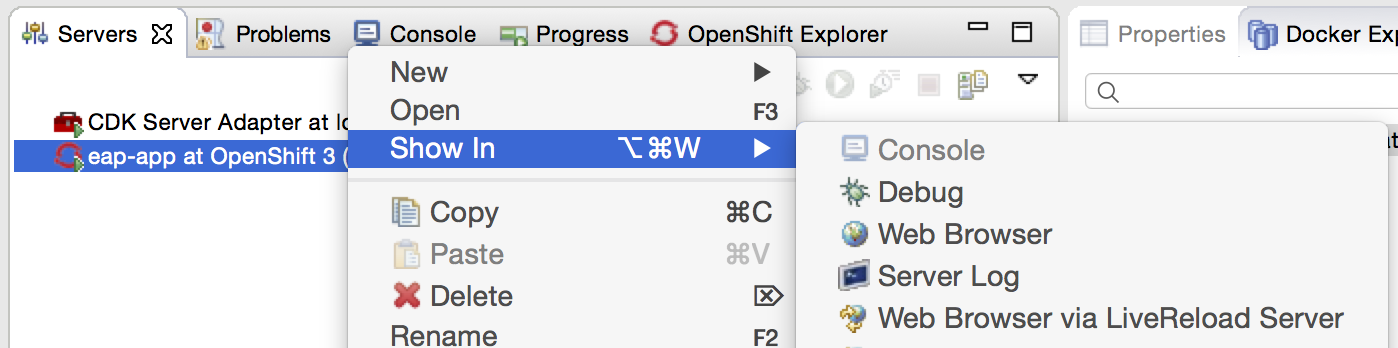 Servers Problems Console Progress OpenShift Explorer
Properties Docker Exp
New
Open F3
CDK Server Adapter at lo
Show In ⌥⌘W
eap-app at OpenShift 3 (
Console
Debug
Copy ⌘C
Web Browser
Paste ⌘V
Server Log
Delete ⌦
Web Browser via LiveReload Server
Rename F2